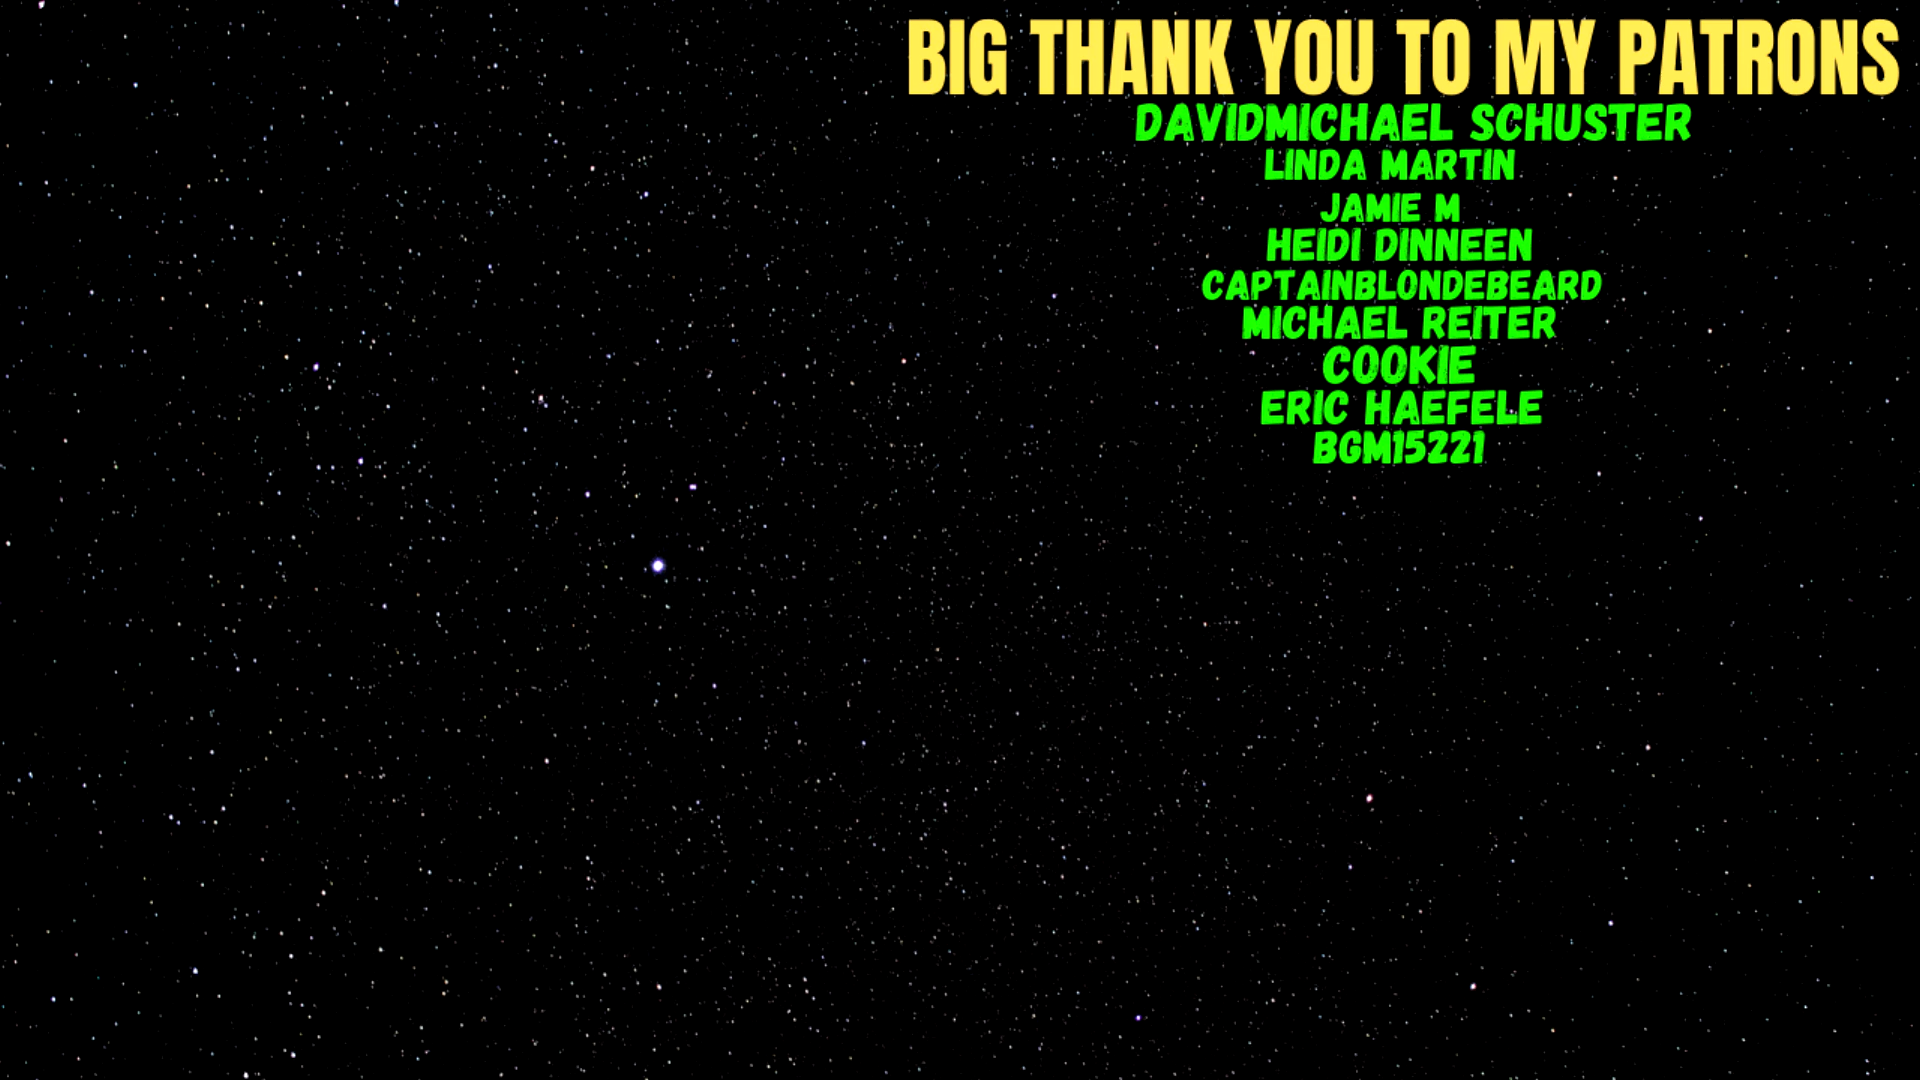 BIG THANK YOU TO MY PATRONS
DAVIDMICHAEL SCHUSTER
LINDA MARTIN
JAMIE M
HEIDI DINNEEN
CAPTAINBLONDEBEARD
MICHAEL REITER
COOKIE
ERIC HAEFELE
BGM15221